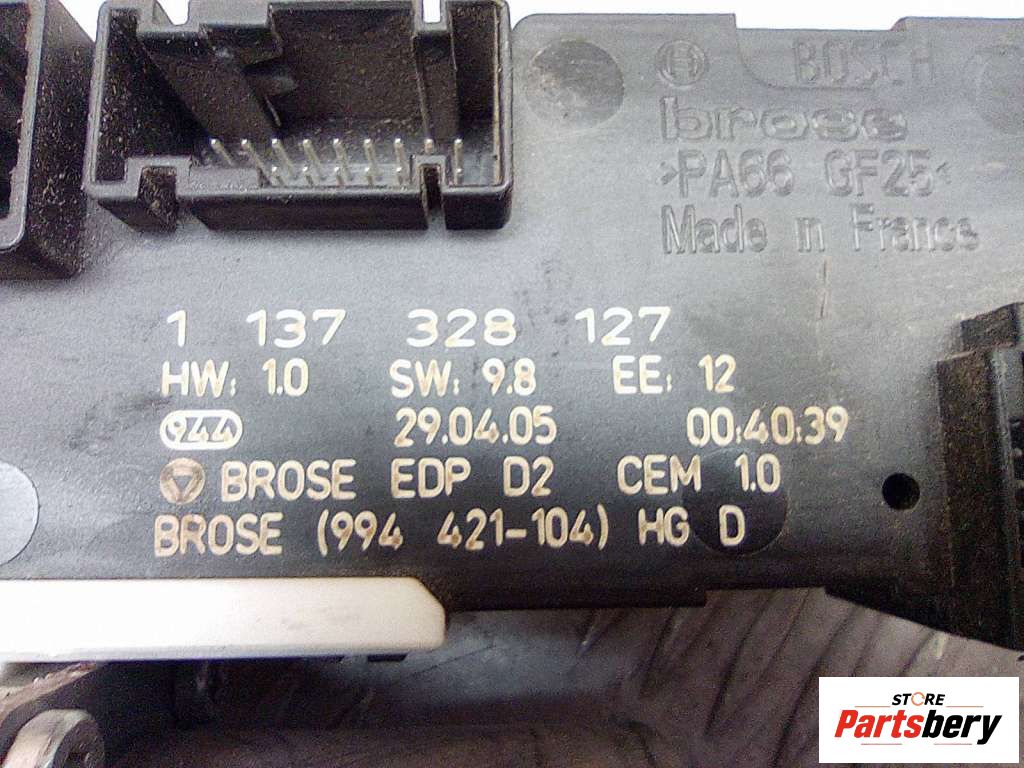 BOSCH
brose
>PA66 GF25<
Made in France
1 137 328 127
HW: 1.0 SW: 9.8 EE: 12
944 29.04.05 00:40:39
BROSE EDP D2 CEM 1.0
BROSE (994 421-104) HG D
STORE
Partsbery